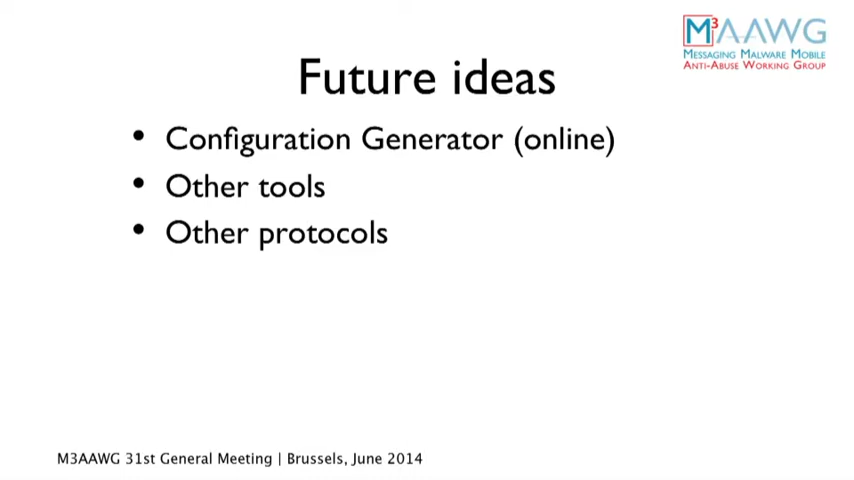 M³AAWG
MESSAGING MALWARE MOBILE
ANTI-ABUSE WORKING GROUP
Future ideas
• Configuration Generator (online)
• Other tools
• Other protocols
M3AAWG 31st General Meeting | Brussels, June 2014